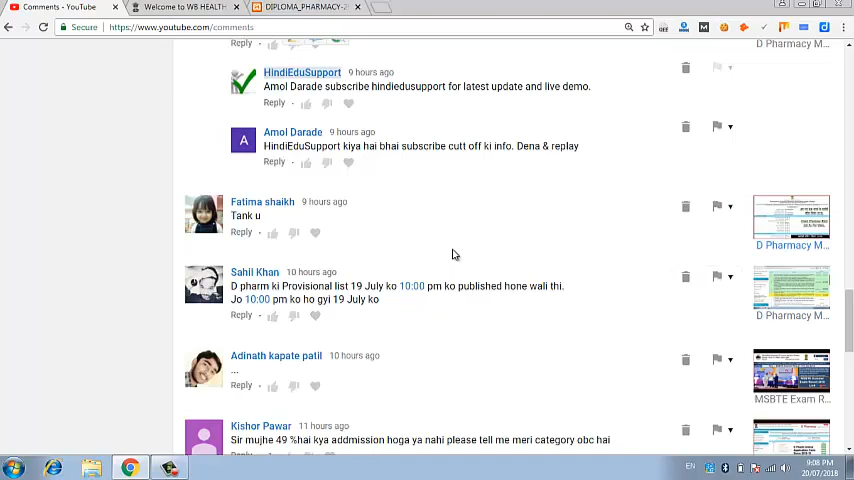 Comments - YouTube
Welcome to WB HEALTH
DIPLOMA_PHARMACY-2
Secure
https://www.youtube.com/comments
Reply
D Pharmacy M...
HindiEduSupport 9 hours ago
Amol Darade subscribe hindiedusupport for latest update and live demo.
Reply
A
Amol Darade 9 hours ago
HindiEduSupport kiya hai bhai subscribe cutt off ki info. Dena & replay
Reply
Fatima shaikh 9 hours ago
Tank u
Reply
D Pharmacy M...
Sahil Khan 10 hours ago
D pharm ki Provisional list 19 July ko 10:00 pm ko published hone wali thi.
Jo 10:00 pm ko ho gyi 19 July ko
Reply
D Pharmacy M...
Adinath kapate patil 10 hours ago
...
Reply
MSBTE Exam R...
Kishor Pawar 11 hours ago
Sir mujhe 49 %hai kya addmission hoga ya nahi please tell me meri category obc hai
EN
9:08 PM
20/07/2018